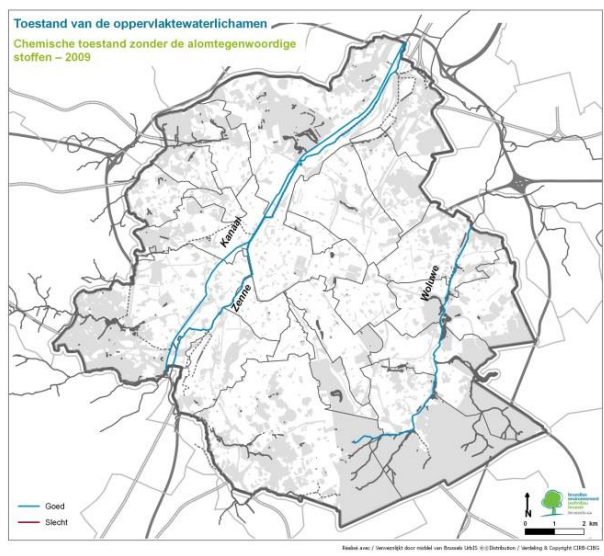 Toestand van de oppervlaktewaterlichamen
Chemische toestand zonder de alomtegenwoordige
stoffen – 2009
Kanaal
Zenne
Woluwe
Goed
Slecht
N
0 1 2 km
Réalisé avec / Verwezenlijkt door middel van Brussels UrbIS ®© Distribution / Verdeling & Copyright CIRB-CIBG